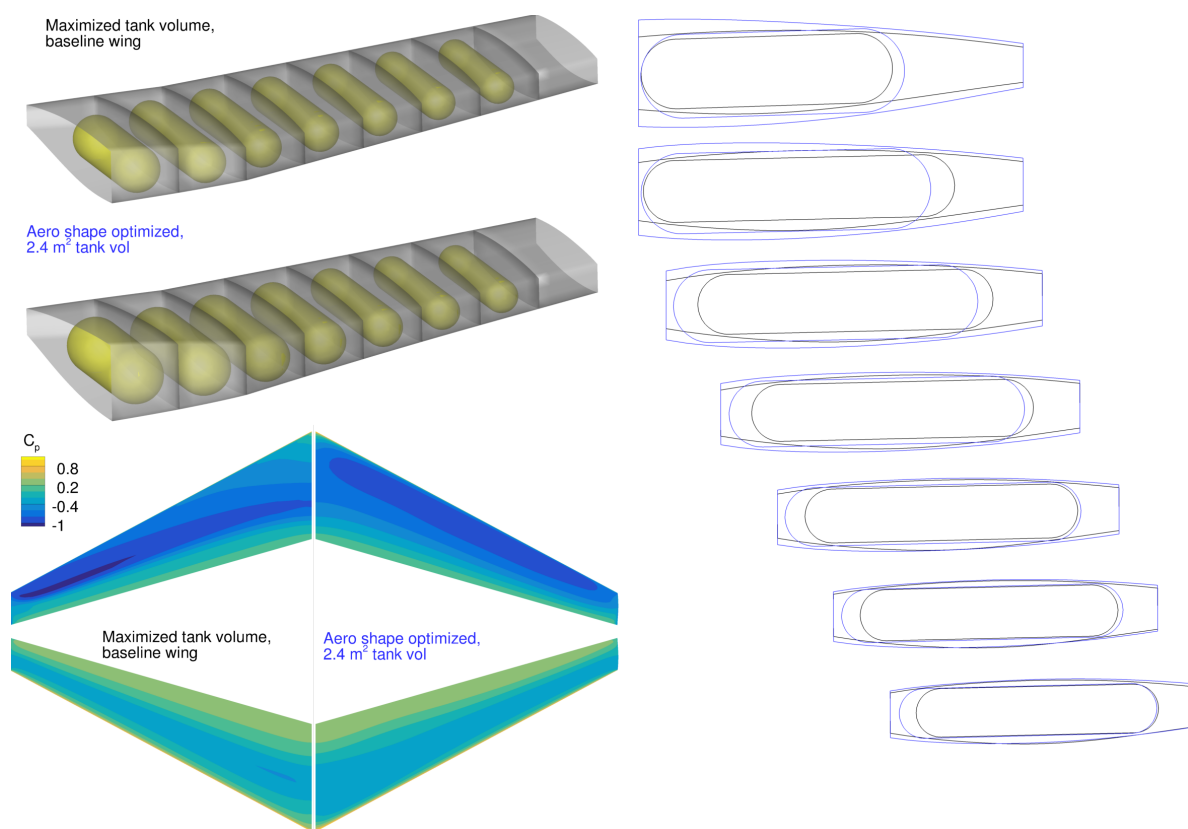 Maximized tank volume,
baseline wing
Aero shape optimized,
2.4 m² tank vol
Cp
0.8
0.2
-0.4
-1
Maximized tank volume,
baseline wing
Aero shape optimized,
2.4 m² tank vol